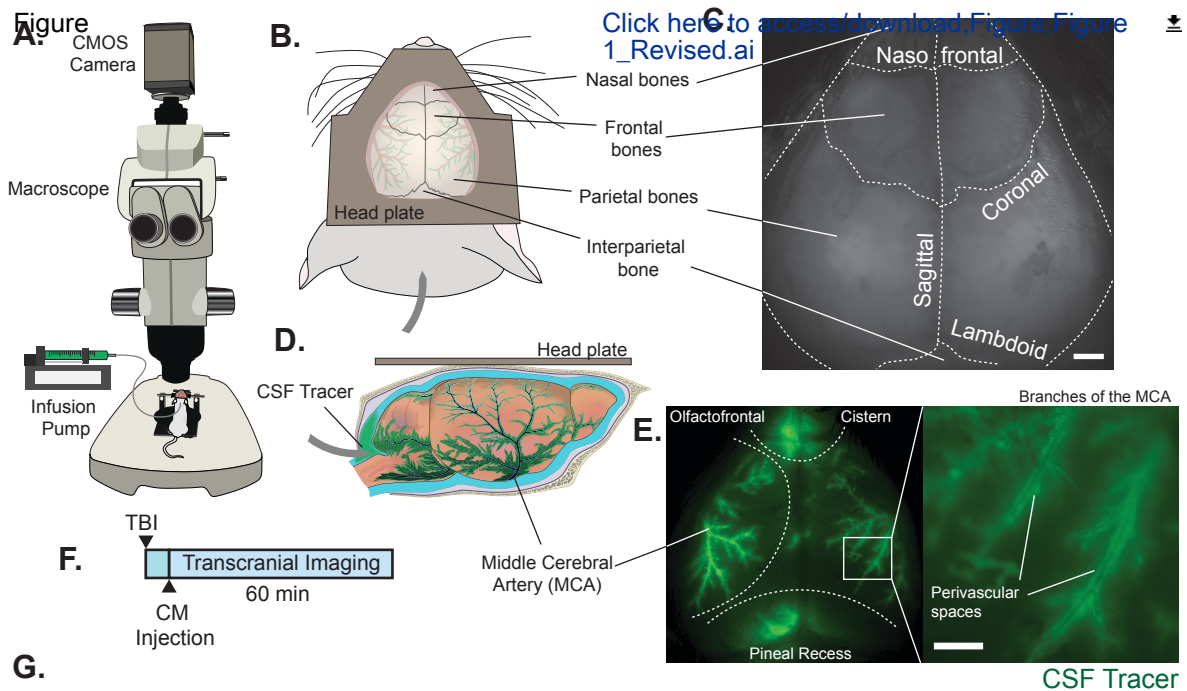 Figure
Click here to access/download;Figure;Figure
1_Revised.ai
A.
CMOS
Camera
Macroscope
Infusion
Pump
B.
Nasal bones
Frontal
bones
Parietal bones
Interparietal
bone
Head plate
C.
Naso frontal
Coronal
Sagittal
Lambdoid
D.
Head plate
CSF Tracer
Middle Cerebral
Artery (MCA)
E.
Olfactofrontal
Cistern
Pineal Recess
Branches of the MCA
Perivascular
spaces
CSF Tracer
F.
TBI
Transcranial Imaging
60 min
CM
Injection
G.